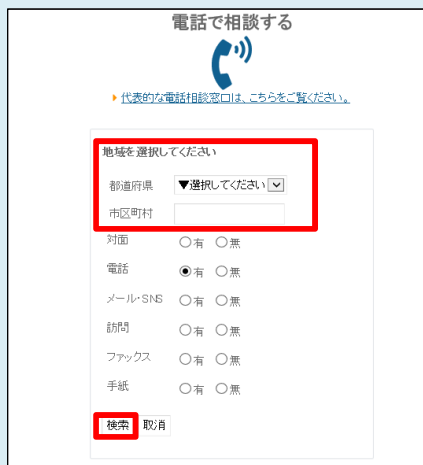 電話で相談する
代表的な電話相談窓口は、こちらをご覧ください。
地域を選択してください
都道府県 ▼選択してください
市区町村
対面 有 無
電話 有 無
メール・SNS 有 無
訪問 有 無
ファックス 有 無
手紙 有 無
検索 取消